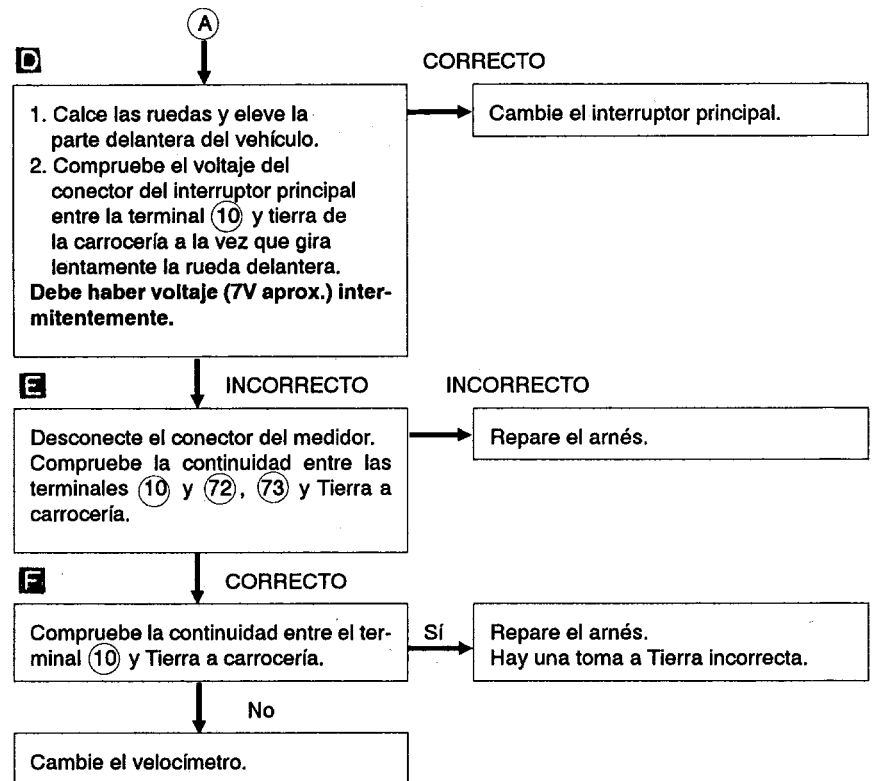 A
D
CORRECTO
1. Calce las ruedas y eleve la
parte delantera del vehículo.
2. Compruebe el voltaje del
conector del interruptor principal
entre la terminal 10 y tierra de
la carrocería a la vez que gira
lentamente la rueda delantera.
Debe haber voltaje (7V aprox.) inter-
mitentemente.
Cambie el interruptor principal.
E
INCORRECTO
INCORRECTO
Desconecte el conector del medidor.
Compruebe la continuidad entre las
terminales 10 y 72, 73 y Tierra a
carrocería.
Repare el arnés.
F
CORRECTO
Compruebe la continuidad entre el ter-
minal 10 y Tierra a carrocería.
Sí
Repare el arnés.
Hay una toma a Tierra incorrecta.
No
Cambie el velocímetro.